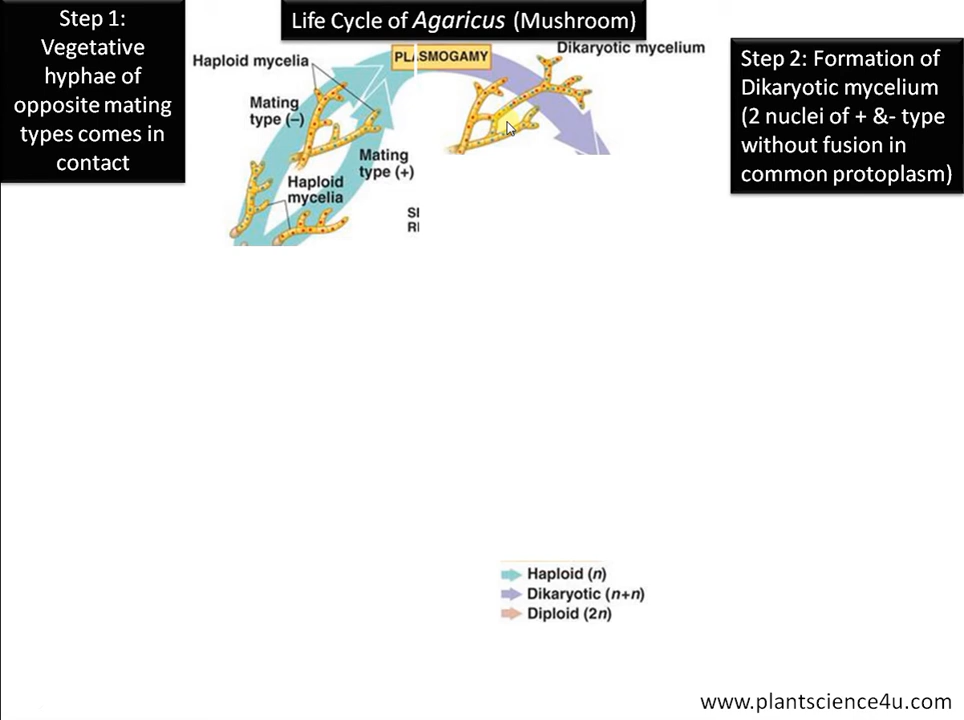 Step 1:
Vegetative
hyphae of
opposite mating
types comes in
contact
Life Cycle of Agaricus (Mushroom)
Haploid mycelia
PLASMOGAMY
Dikaryotic mycelium
Mating
type (–)
Mating
type (+)
Haploid
mycelia
Step 2: Formation of
Dikaryotic mycelium
(2 nuclei of + &- type
without fusion in
common protoplasm)
Haploid (n)
Dikaryotic (n+n)
Diploid (2n)
www.plantscience4u.com